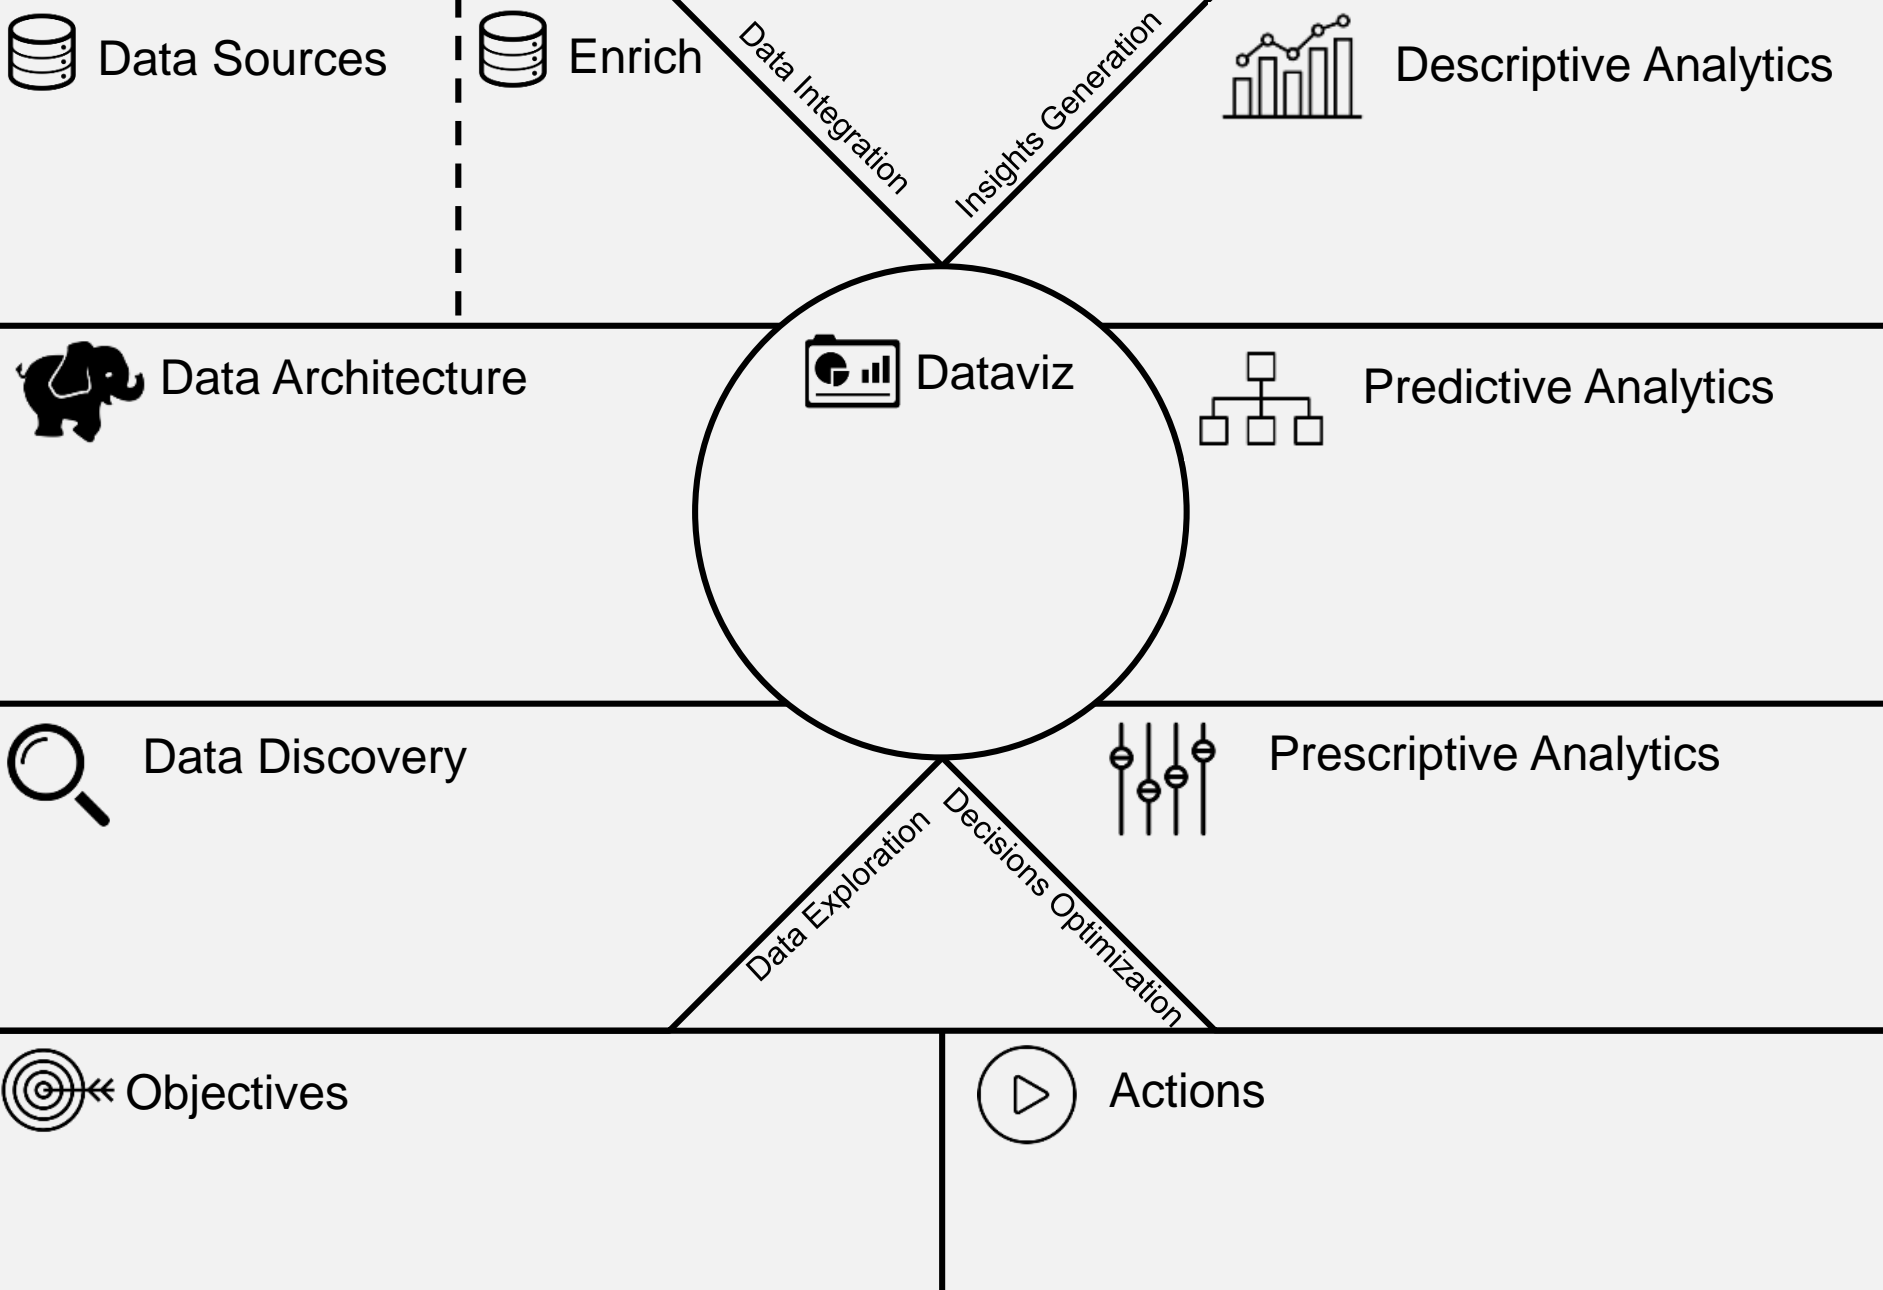 Data Sources
Enrich
Data Integration
Insights Generation
Descriptive Analytics
Data Architecture
Dataviz
Predictive Analytics
Data Discovery
Prescriptive Analytics
Data Exploration
Decisions Optimization
Objectives
Actions